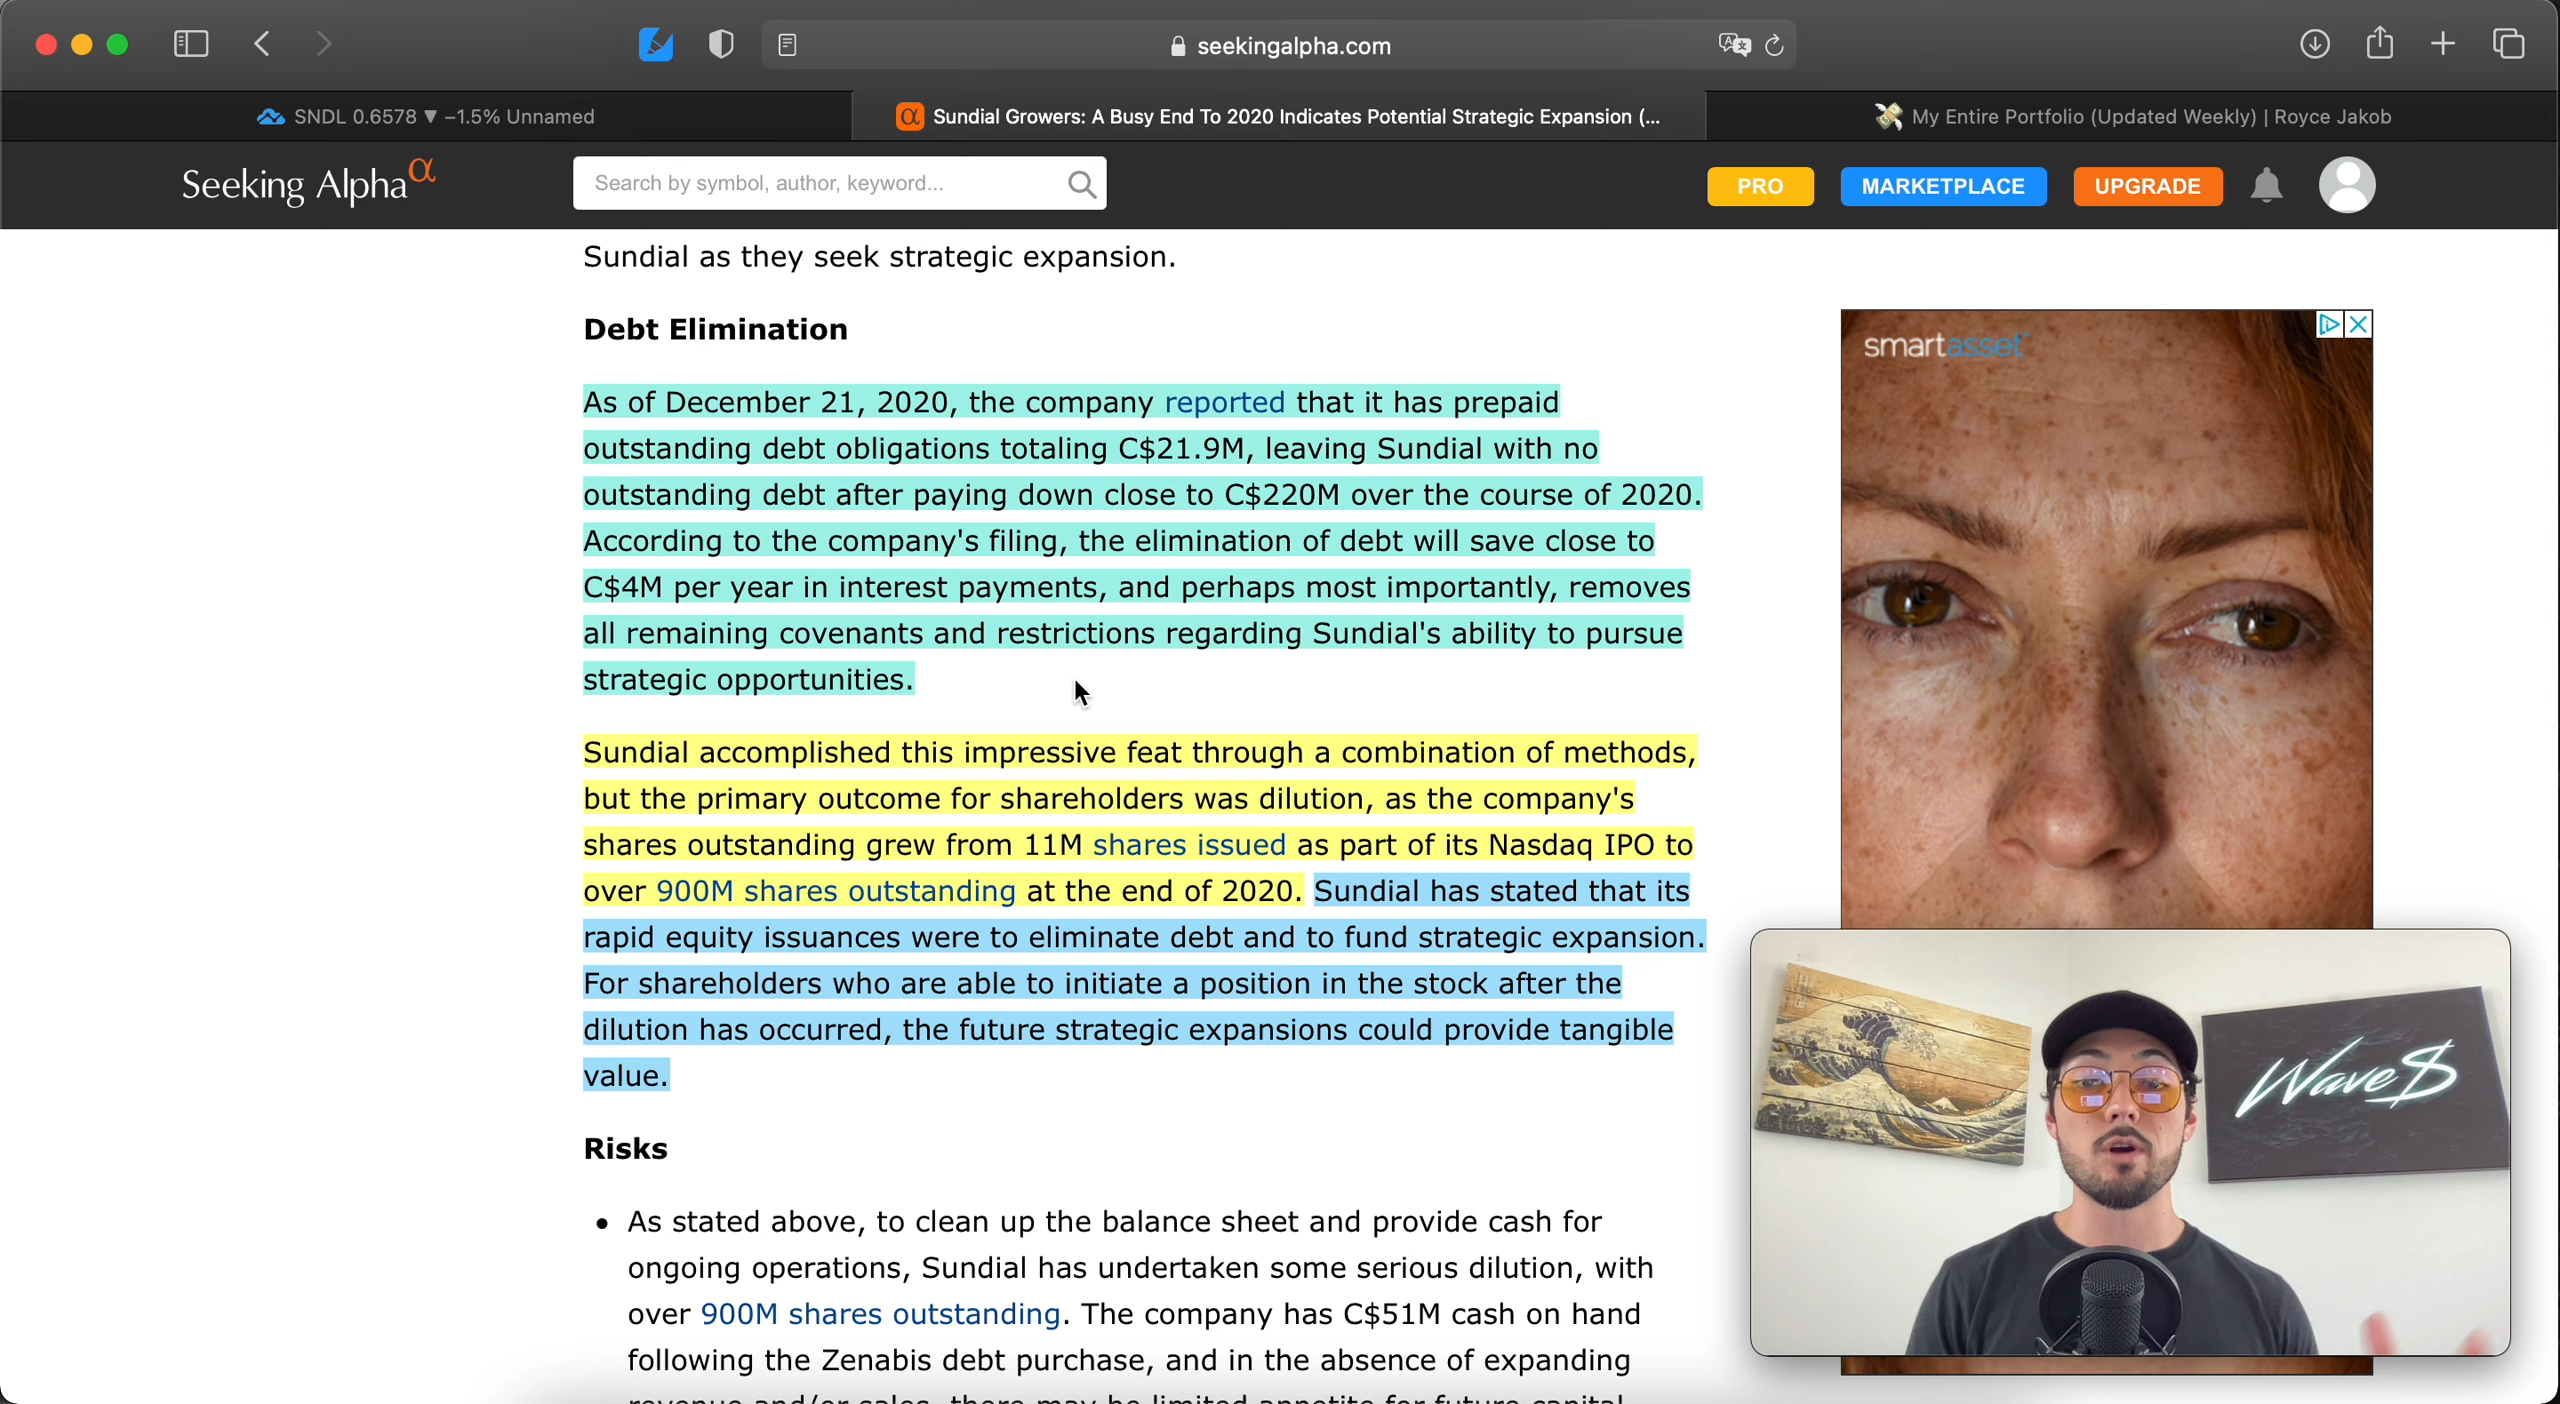 seekingalpha.com
SNDL 0.6578 ▼ −1.5% Unnamed
Sundial Growers: A Busy End To 2020 Indicates Potential Strategic Expansion (...
My Entire Portfolio (Updated Weekly) | Royce Jakob
Seeking Alpha α
Search by symbol, author, keyword...
PRO
MARKETPLACE
UPGRADE
Sundial as they seek strategic expansion.
Debt Elimination
As of December 21, 2020, the company reported that it has prepaid
outstanding debt obligations totaling C$21.9M, leaving Sundial with no
outstanding debt after paying down close to C$220M over the course of 2020.
According to the company's filing, the elimination of debt will save close to
C$4M per year in interest payments, and perhaps most importantly, removes
all remaining covenants and restrictions regarding Sundial's ability to pursue
strategic opportunities.
Sundial accomplished this impressive feat through a combination of methods,
but the primary outcome for shareholders was dilution, as the company's
shares outstanding grew from 11M shares issued as part of its Nasdaq IPO to
over 900M shares outstanding at the end of 2020. Sundial has stated that its
rapid equity issuances were to eliminate debt and to fund strategic expansion.
For shareholders who are able to initiate a position in the stock after the
dilution has occurred, the future strategic expansions could provide tangible
value.
Risks
• As stated above, to clean up the balance sheet and provide cash for
ongoing operations, Sundial has undertaken some serious dilution, with
over 900M shares outstanding. The company has C$51M cash on hand
following the Zenabis debt purchase, and in the absence of expanding
revenue and/or sales, there may be limited appetite for future capital
smartasset
Wave$